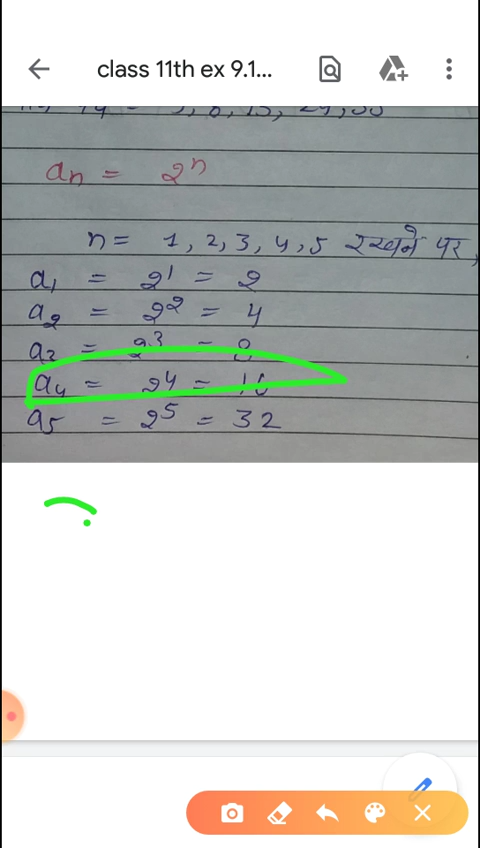 class 11th ex 9.1...
an = 2ⁿ
n = 1, 2, 3, 4, 5 रखने पर,
a₁ = 2¹ = 2
a₂ = 2² = 4
a₃ = 2³ = 8
a₄ = 2⁴ = 16
a₅ = 2⁵ = 32